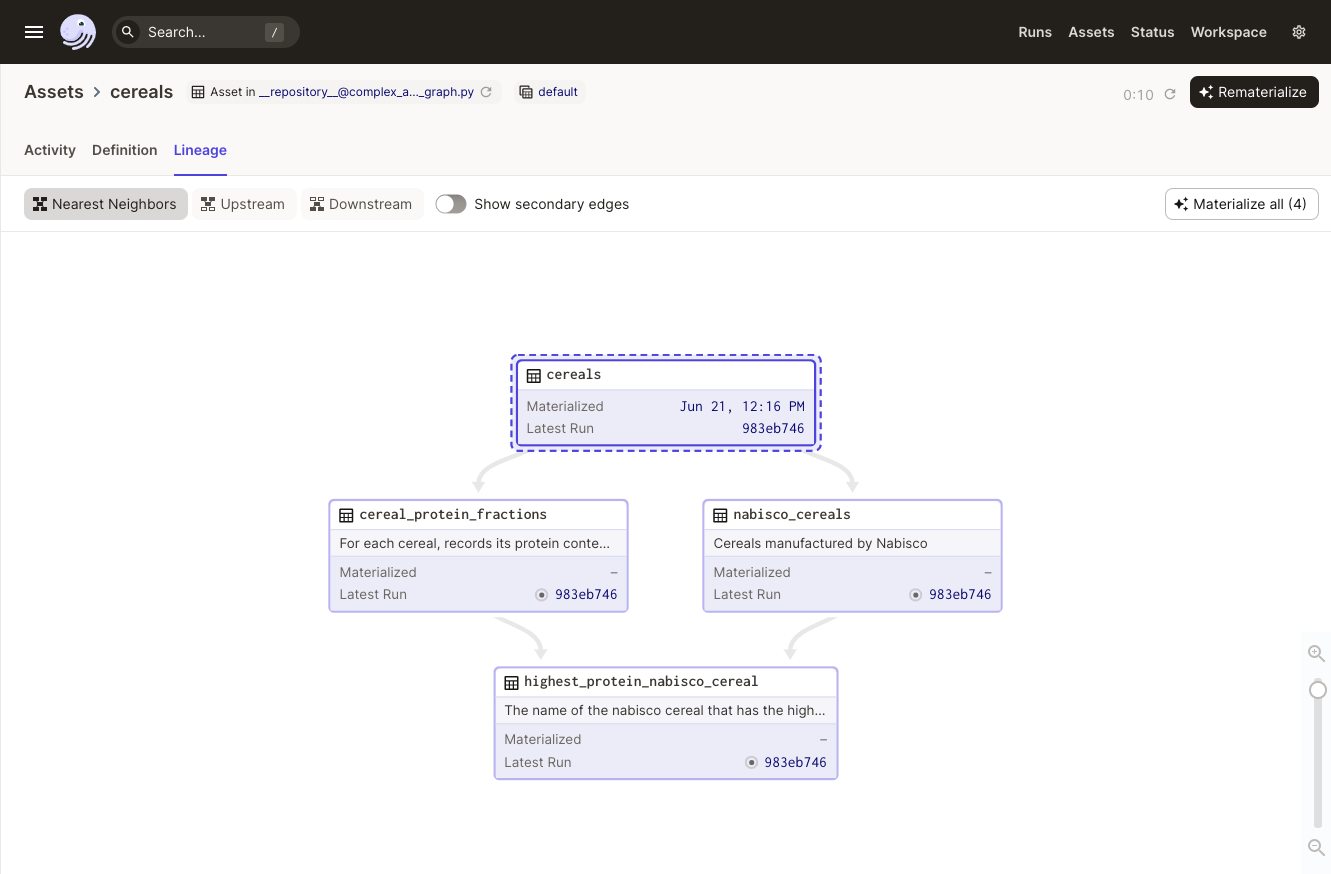 Search... /
Runs Assets Status Workspace
Assets > cereals Asset in __repository__@complex_a..._graph.py default
0:10 Rematerialize
Activity Definition Lineage
Nearest Neighbors Upstream Downstream Show secondary edges Materialize all (4)
cereals
Materialized Jun 21, 12:16 PM
Latest Run 983eb746
cereal_protein_fractions
For each cereal, records its protein conte...
Materialized –
Latest Run 983eb746
nabisco_cereals
Cereals manufactured by Nabisco
Materialized –
Latest Run 983eb746
highest_protein_nabisco_cereal
The name of the nabisco cereal that has the high...
Materialized –
Latest Run 983eb746